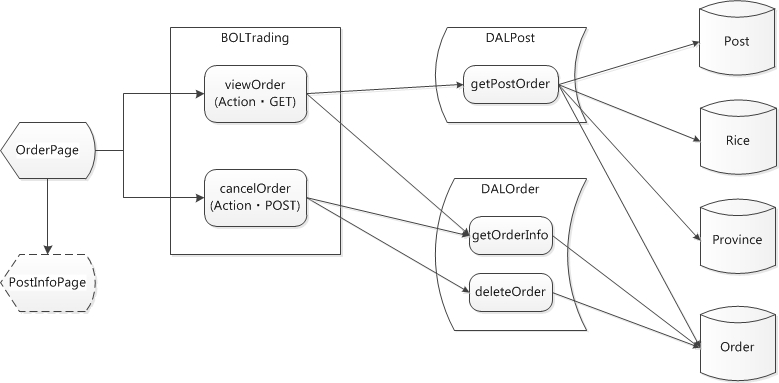 BOLTrading
DALPost
Post
viewOrder
(Action・GET)
getPostOrder
OrderPage
Rice
cancelOrder
(Action・POST)
DALOrder
getOrderInfo
Province
PostInfoPage
deleteOrder
Order